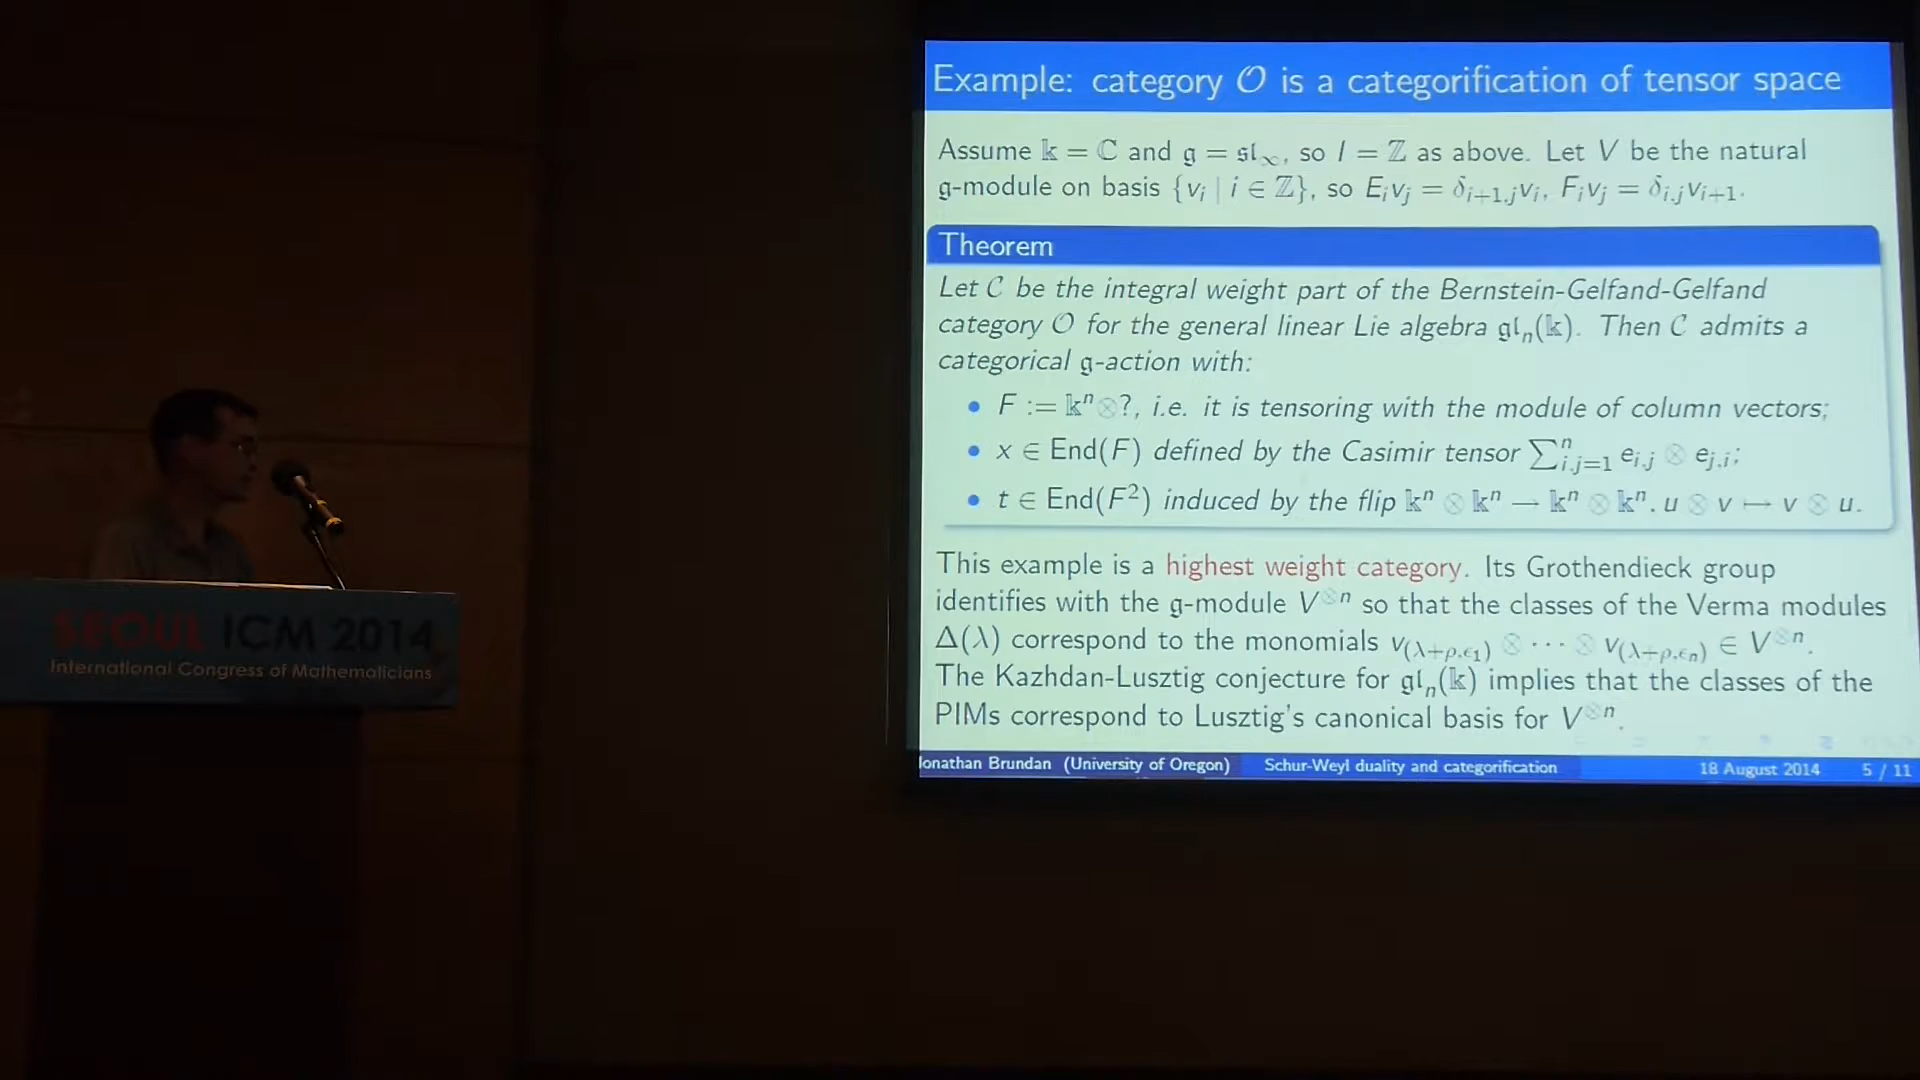 Example: category 𝒪 is a categorification of tensor space
Assume 𝕜 = ℂ and 𝔤 = 𝔰𝔩_∞, so I = ℤ as above. Let V be the natural
𝔤-module on basis {v_i | i ∈ ℤ}, so E_i v_j = δ_{i+1,j} v_i, F_i v_j = δ_{i,j} v_{i+1}.
Theorem
Let 𝒞 be the integral weight part of the Bernstein-Gelfand-Gelfand
category 𝒪 for the general linear Lie algebra 𝔤𝔩_n(𝕜). Then 𝒞 admits a
categorical 𝔤-action with:
• F := 𝕜ⁿ⊗?, i.e. it is tensoring with the module of column vectors;
• x ∈ End(F) defined by the Casimir tensor ∑_{i,j=1}^n e_{i,j} ⊗ e_{j,i};
• t ∈ End(F²) induced by the flip 𝕜ⁿ ⊗ 𝕜ⁿ → 𝕜ⁿ ⊗ 𝕜ⁿ, u ⊗ v ↦ v ⊗ u.
This example is a highest weight category. Its Grothendieck group
identifies with the 𝔤-module V^{⊗n} so that the classes of the Verma modules
Δ(λ) correspond to the monomials v_{(λ+ρ,ϵ_1)} ⊗ ··· ⊗ v_{(λ+ρ,ϵ_n)} ∈ V^{⊗n}.
The Kazhdan-Lusztig conjecture for 𝔤𝔩_n(𝕜) implies that the classes of the
PIMs correspond to Lusztig's canonical basis for V^{⊗n}.
Jonathan Brundan (University of Oregon) Schur-Weyl duality and categorification 18 August 2014 5 / 11
SEOUL ICM 2014
International Congress of Mathematicians